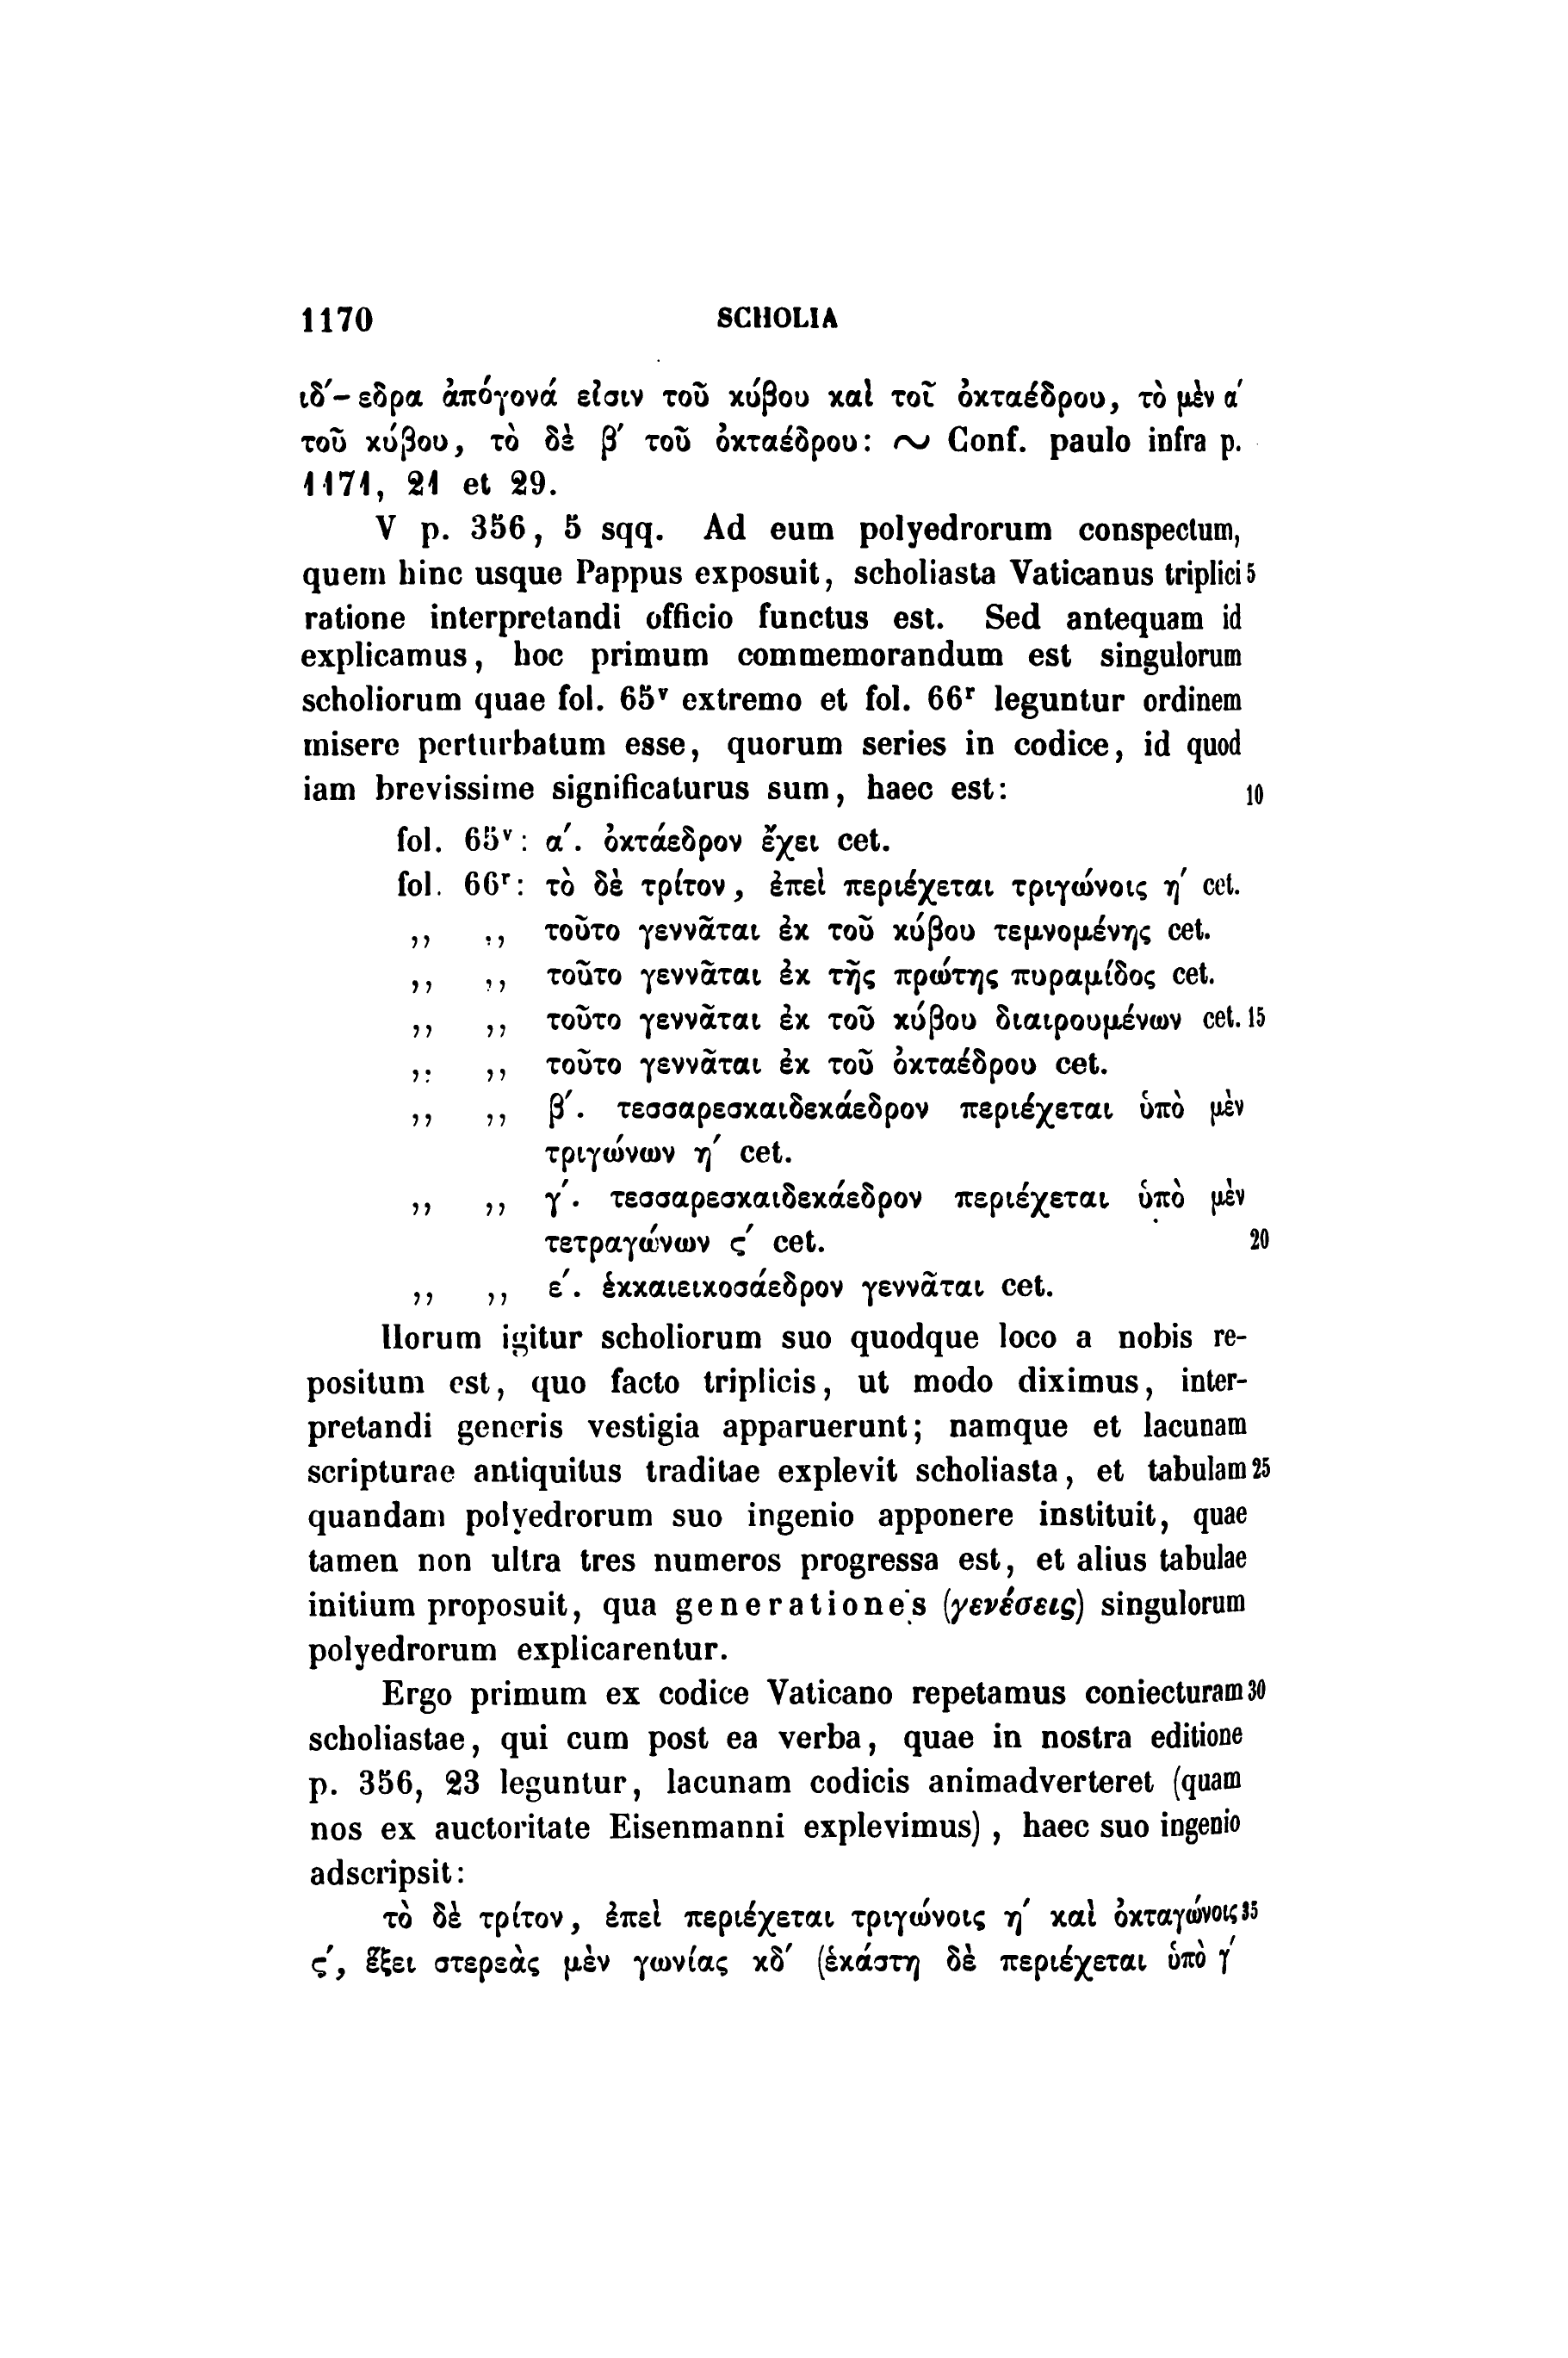 1170 SCHOLIA
ιδ′-εδρα ἀπόγονά εἰσιν τοῦ κύβου καὶ τοῖ ὀκταέδρου, τὸ μὲν α′
τοῦ κύβου, τὸ δὲ β′ τοῦ ὀκταέδρου: ∾ Conf. paulo infra p.
1171, 21 et 29.
V p. 356, 5 sqq. Ad eum polyedrorum conspectum,
quem hinc usque Pappus exposuit, scholiasta Vaticanus triplici 5
ratione interpretandi officio functus est. Sed antequam id
explicamus, hoc primum commemorandum est singulorum
scholiorum quae fol. 65ᵛ extremo et fol. 66ʳ leguntur ordinem
misere perturbatum esse, quorum series in codice, id quod
iam brevissime significaturus sum, haec est: 10
fol. 65ᵛ: α′. ὀκτάεδρον ἔχει cet.
fol. 66ʳ: τὸ δὲ τρίτον, ἐπεὶ περιέχεται τριγώνοις η′ cet.
,, ,, τοῦτο γεννᾶται ἐκ τοῦ κύβου τεμνομένης cet.
,, ,, τοῦτο γεννᾶται ἐκ τῆς πρώτης πυραμίδος cet.
,, ,, τοῦτο γεννᾶται ἐκ τοῦ κύβου διαιρουμένων cet. 15
,, ,, τοῦτο γεννᾶται ἐκ τοῦ ὀκταέδρου cet.
,, ,, β′. τεσσαρεσκαιδεκάεδρον περιέχεται ὑπὸ μὲν
τριγώνων η′ cet.
,, ,, γ′. τεσσαρεσκαιδεκάεδρον περιέχεται ὑπὸ μὲν
τετραγώνων ς′ cet. 20
,, ,, ε′. ἑκκαιεικοσάεδρον γεννᾶται cet.
Horum igitur scholiorum suo quodque loco a nobis re-
positum est, quo facto triplicis, ut modo diximus, inter-
pretandi generis vestigia apparuerunt; namque et lacunam
scripturae antiquitus traditae explevit scholiasta, et tabulam 25
quandam polyedrorum suo ingenio apponere instituit, quae
tamen non ultra tres numeros progressa est, et alius tabulae
initium proposuit, qua generationes (γενέσεις) singulorum
polyedrorum explicarentur.
Ergo primum ex codice Vaticano repetamus coniecturam 30
scholiastae, qui cum post ea verba, quae in nostra editione
p. 356, 23 leguntur, lacunam codicis animadverteret (quam
nos ex auctoritate Eisenmanni explevimus), haec suo ingenio
adscripsit:
τὸ δὲ τρίτον, ἐπεὶ περιέχεται τριγώνοις η′ καὶ ὀκταγώνοις 35
ς′, ἕξει στερεὰς μὲν γωνίας κδ′ (ἑκάστη δὲ περιέχεται ὑπὸ γ′